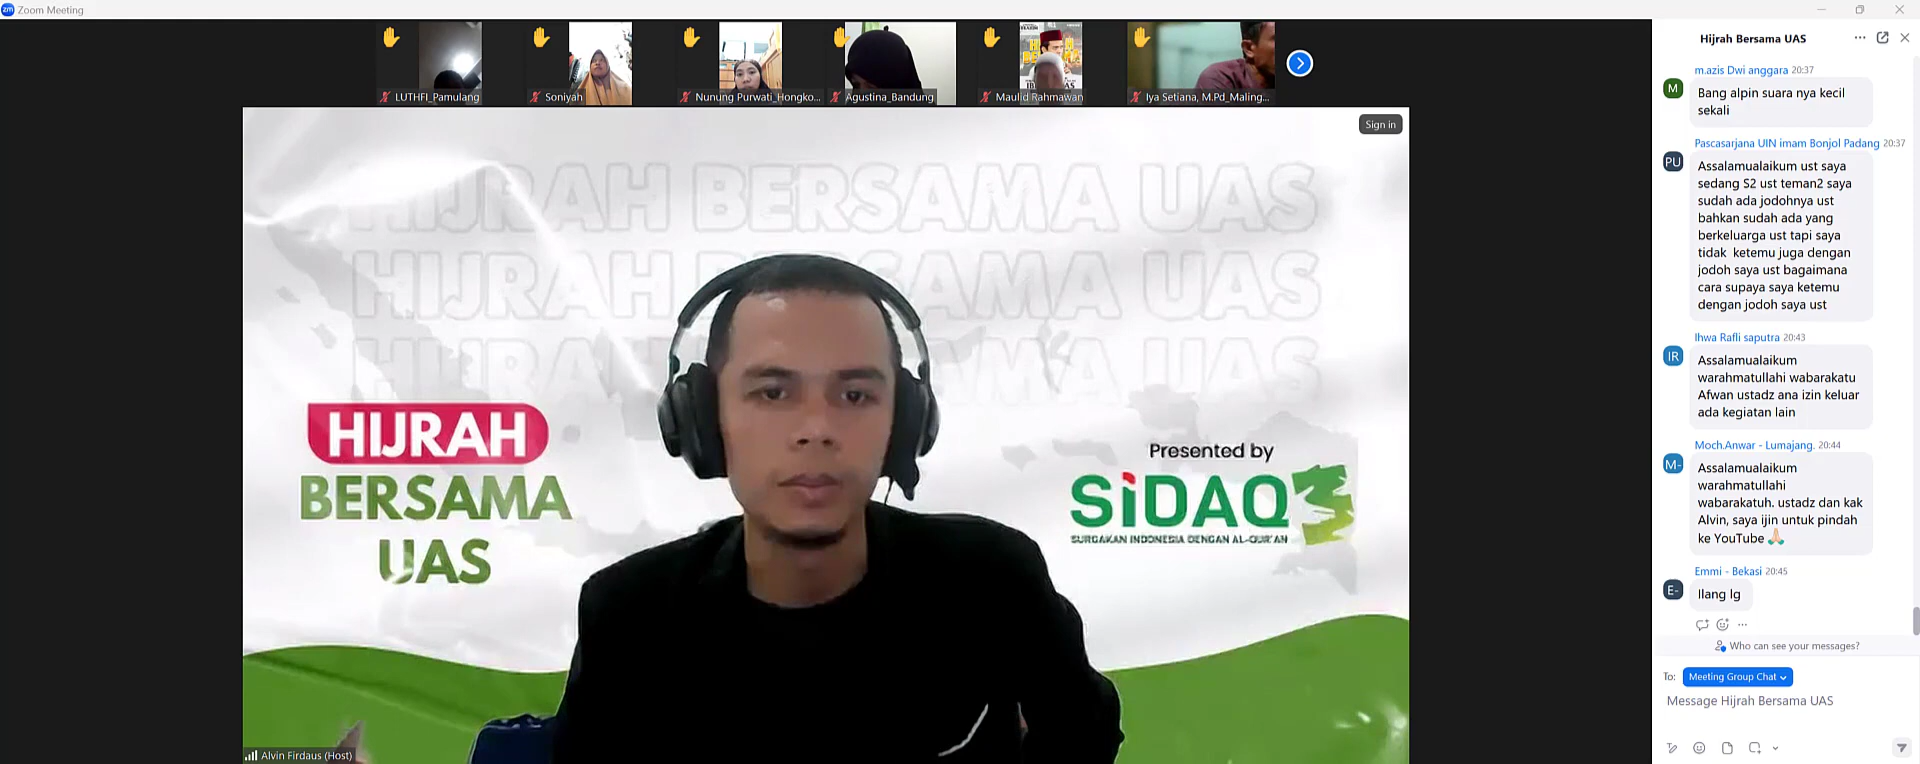 Zoom Meeting
LUTHFI_Pamulang
Soniyah
Nunung Purwati_Hongko...
Agustina_Bandung
Maulid Rahmawan
Iya Setiana, M.Pd_Maling...
Sign in
HIJRAH BERSAMA UAS
HIJRAH BERSAMA UAS
HIJRAH BERSAMA UAS
HIJRAH
BERSAMA
UAS
Presented by
SiDAQ
SURGAKAN INDONESIA DENGAN AL-QUR'AN
Alvin Firdaus (Host)
Hijrah Bersama UAS
m.azis Dwi anggara 20:37
M
Bang alpin suara nya kecil
sekali
Pascasarjana UIN imam Bonjol Padang 20:37
PU
Assalamualaikum ust saya
sedang S2 ust teman2 saya
sudah ada jodohnya ust
bahkan sudah ada yang
berkeluarga ust tapi saya
tidak ketemu juga dengan
jodoh saya ust bagaimana
cara supaya saya ketemu
dengan jodoh saya ust
Ihwa Rafli saputra 20:43
IR
Assalamualaikum
warahmatullahi wabarakatu
Afwan ustadz ana izin keluar
ada kegiatan lain
Moch.Anwar - Lumajang. 20:44
M-
Assalamualaikum
warahmatullahi
wabarakatuh. ustadz dan kak
Alvin, saya ijin untuk pindah
ke YouTube 🙏🏻
Emmi - Bekasi 20:45
E-
Ilang lg
Who can see your messages?
To: Meeting Group Chat
Message Hijrah Bersama UAS